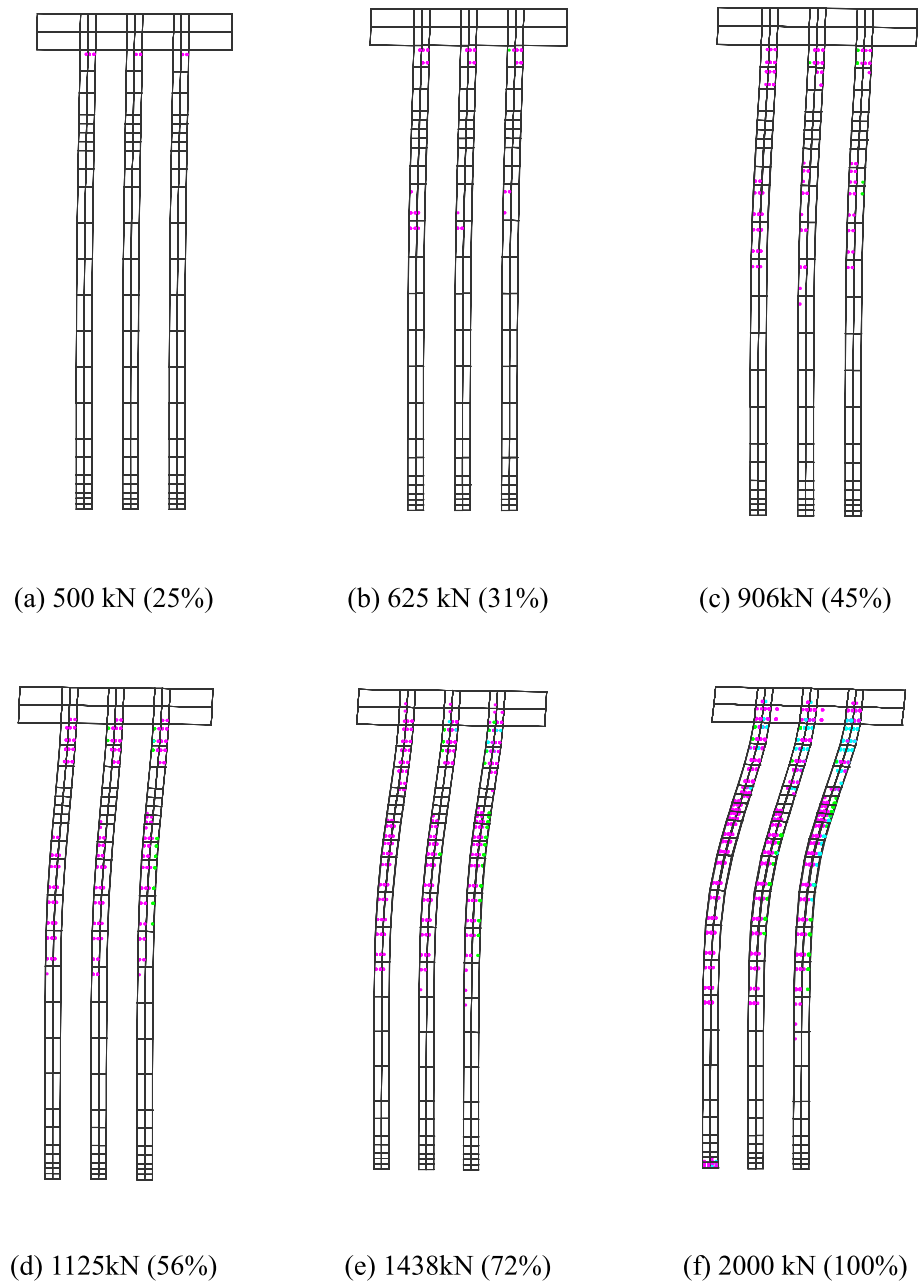 (a) 500 kN (25%)
(b) 625 kN (31%)
(c) 906kN (45%)
(d) 1125kN (56%)
(e) 1438kN (72%)
(f) 2000 kN (100%)